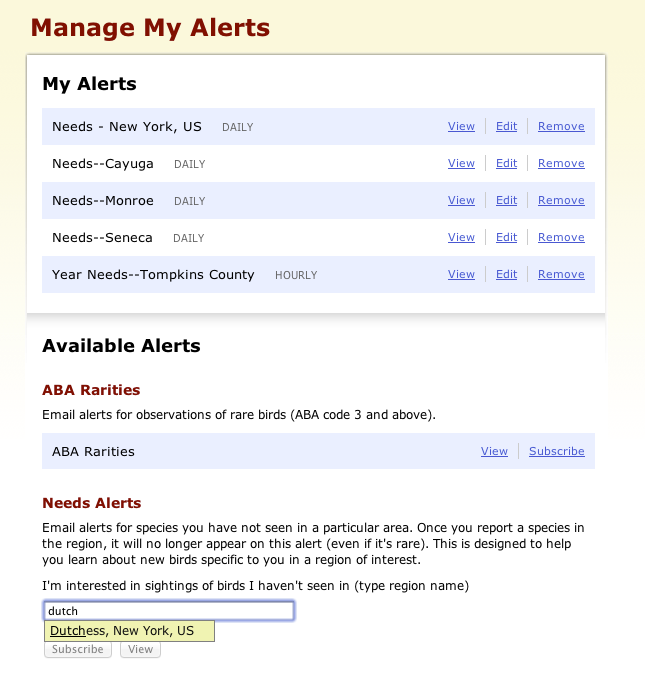 Manage My Alerts
My Alerts
Needs - New York, US DAILY View Edit Remove
Needs--Cayuga DAILY View Edit Remove
Needs--Monroe DAILY View Edit Remove
Needs--Seneca DAILY View Edit Remove
Year Needs--Tompkins County HOURLY View Edit Remove
Available Alerts
ABA Rarities
Email alerts for observations of rare birds (ABA code 3 and above).
ABA Rarities View Subscribe
Needs Alerts
Email alerts for species you have not seen in a particular area. Once you report a species in
the region, it will no longer appear on this alert (even if it's rare). This is designed to help
you learn about new birds specific to you in a region of interest.
I'm interested in sightings of birds I haven't seen in (type region name)
dutch
Dutchess, New York, US
Subscribe View